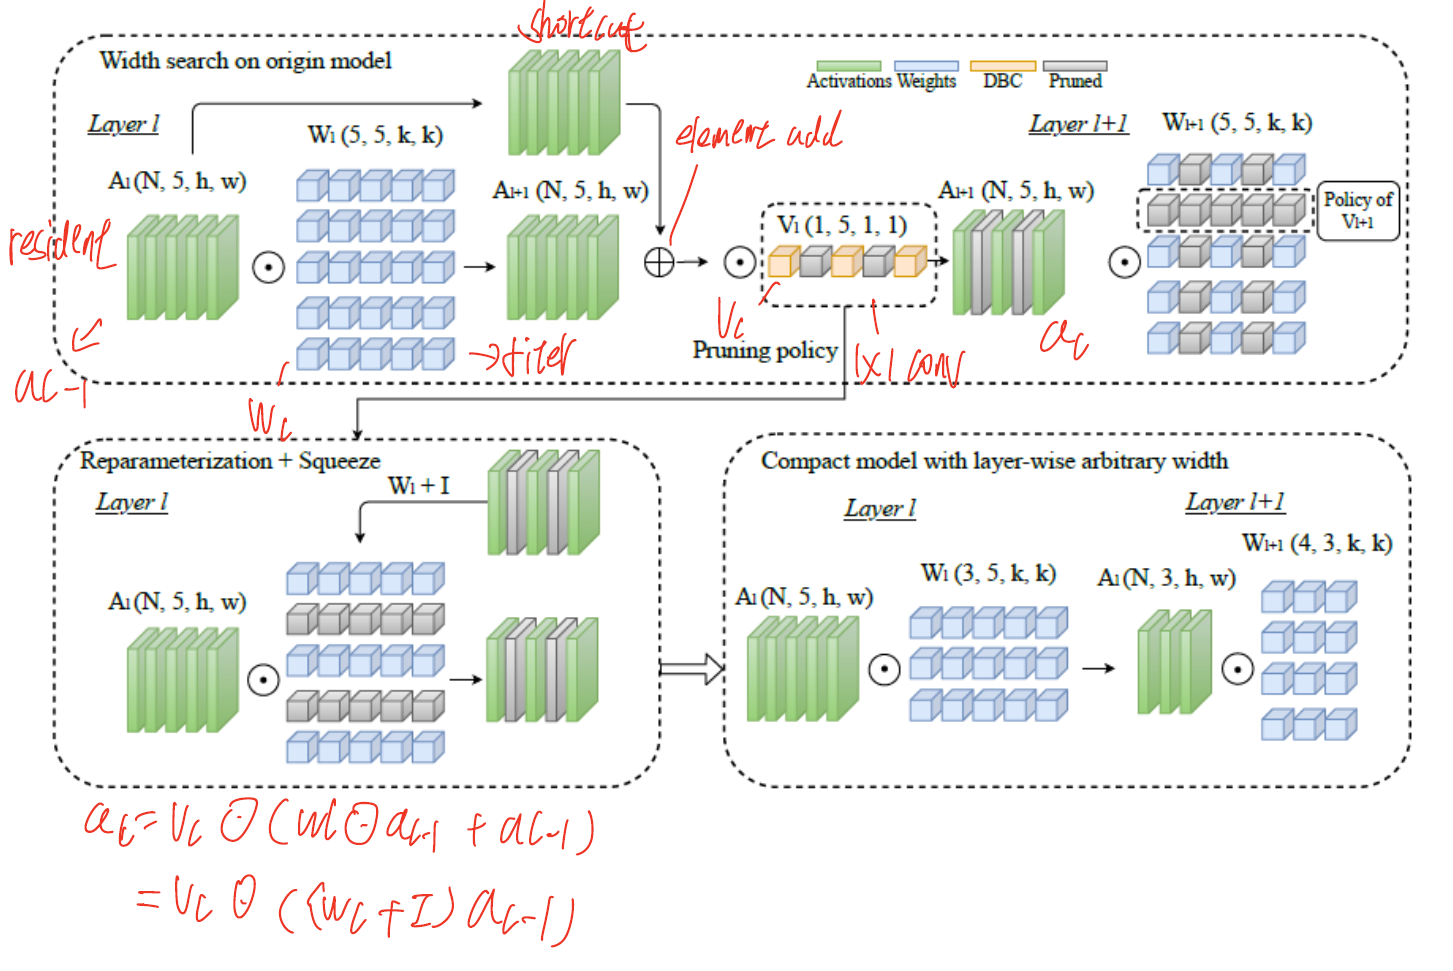 shortcut
Width search on origin model
Activations Weights DBC Pruned
Layer l
W_l (5, 5, k, k)
element add
Layer l+1
W_{l+1} (5, 5, k, k)
A_l (N, 5, h, w)
A_{l+1} (N, 5, h, w)
V_l (1, 5, 1, 1)
A_{l+1} (N, 5, h, w)
Policy of
V_{l+1}
resident
V_L
Pruning policy
1x1 conv
a_L
→filter
a_{L-1}
W_L
Reparameterization + Squeeze
W_l + I
Layer l
A_l (N, 5, h, w)
Compact model with layer-wise arbitrary width
Layer l
Layer l+1
A_l (N, 5, h, w)
W_l (3, 5, k, k)
A_l (N, 3, h, w)
W_{l+1} (4, 3, k, k)
a_L = V_L ⊙ (W_L ⊙ a_{L-1} + a_{L-1})
= V_L ⊙ ((W_L + I) a_{L-1})